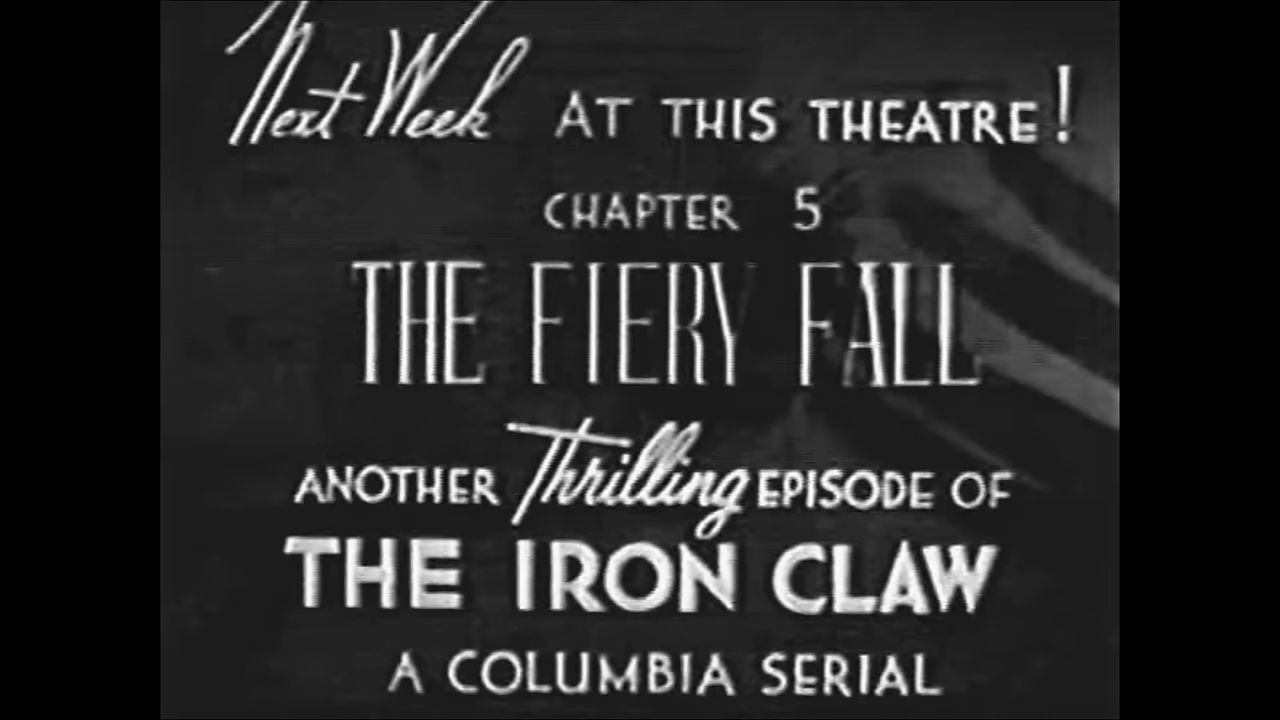 Next Week AT THIS THEATRE!
CHAPTER 5
THE FIERY FALL
ANOTHER Thrilling EPISODE OF
THE IRON CLAW
A COLUMBIA SERIAL